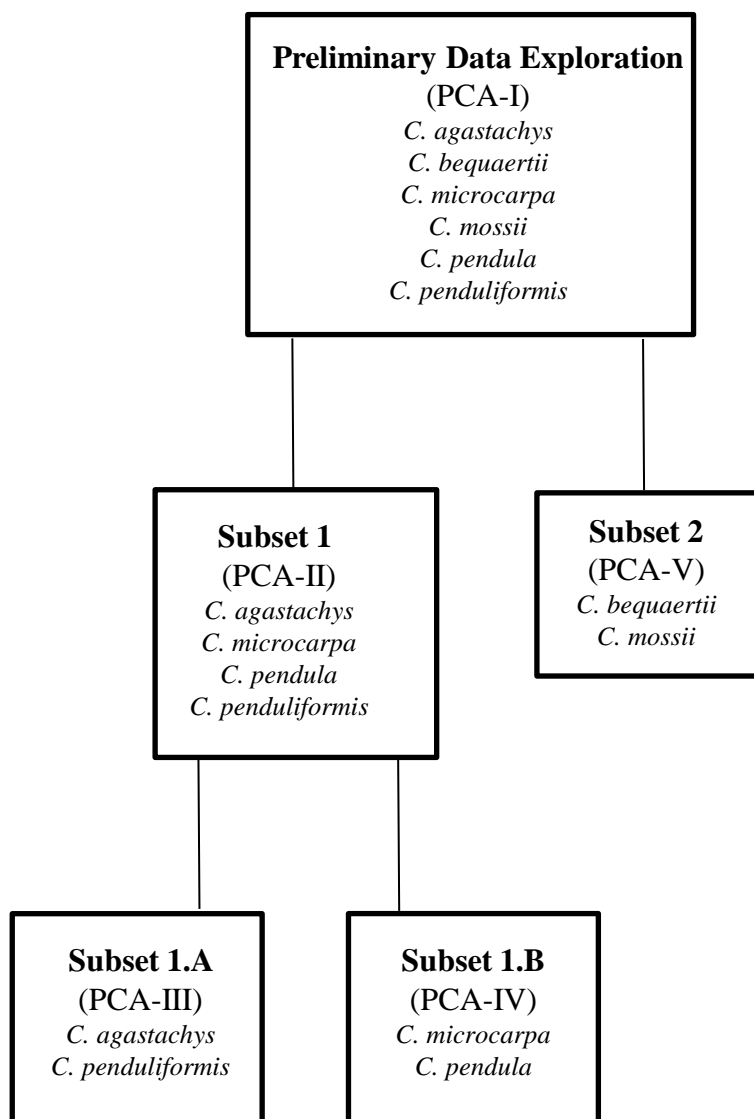 Preliminary Data Exploration
(PCA-I)
C. agastachys
C. bequaertii
C. microcarpa
C. mossii
C. pendula
C. penduliformis
Subset 1
(PCA-II)
C. agastachys
C. microcarpa
C. pendula
C. penduliformis
Subset 2
(PCA-V)
C. bequaertii
C. mossii
Subset 1.A
(PCA-III)
C. agastachys
C. penduliformis
Subset 1.B
(PCA-IV)
C. microcarpa
C. pendula